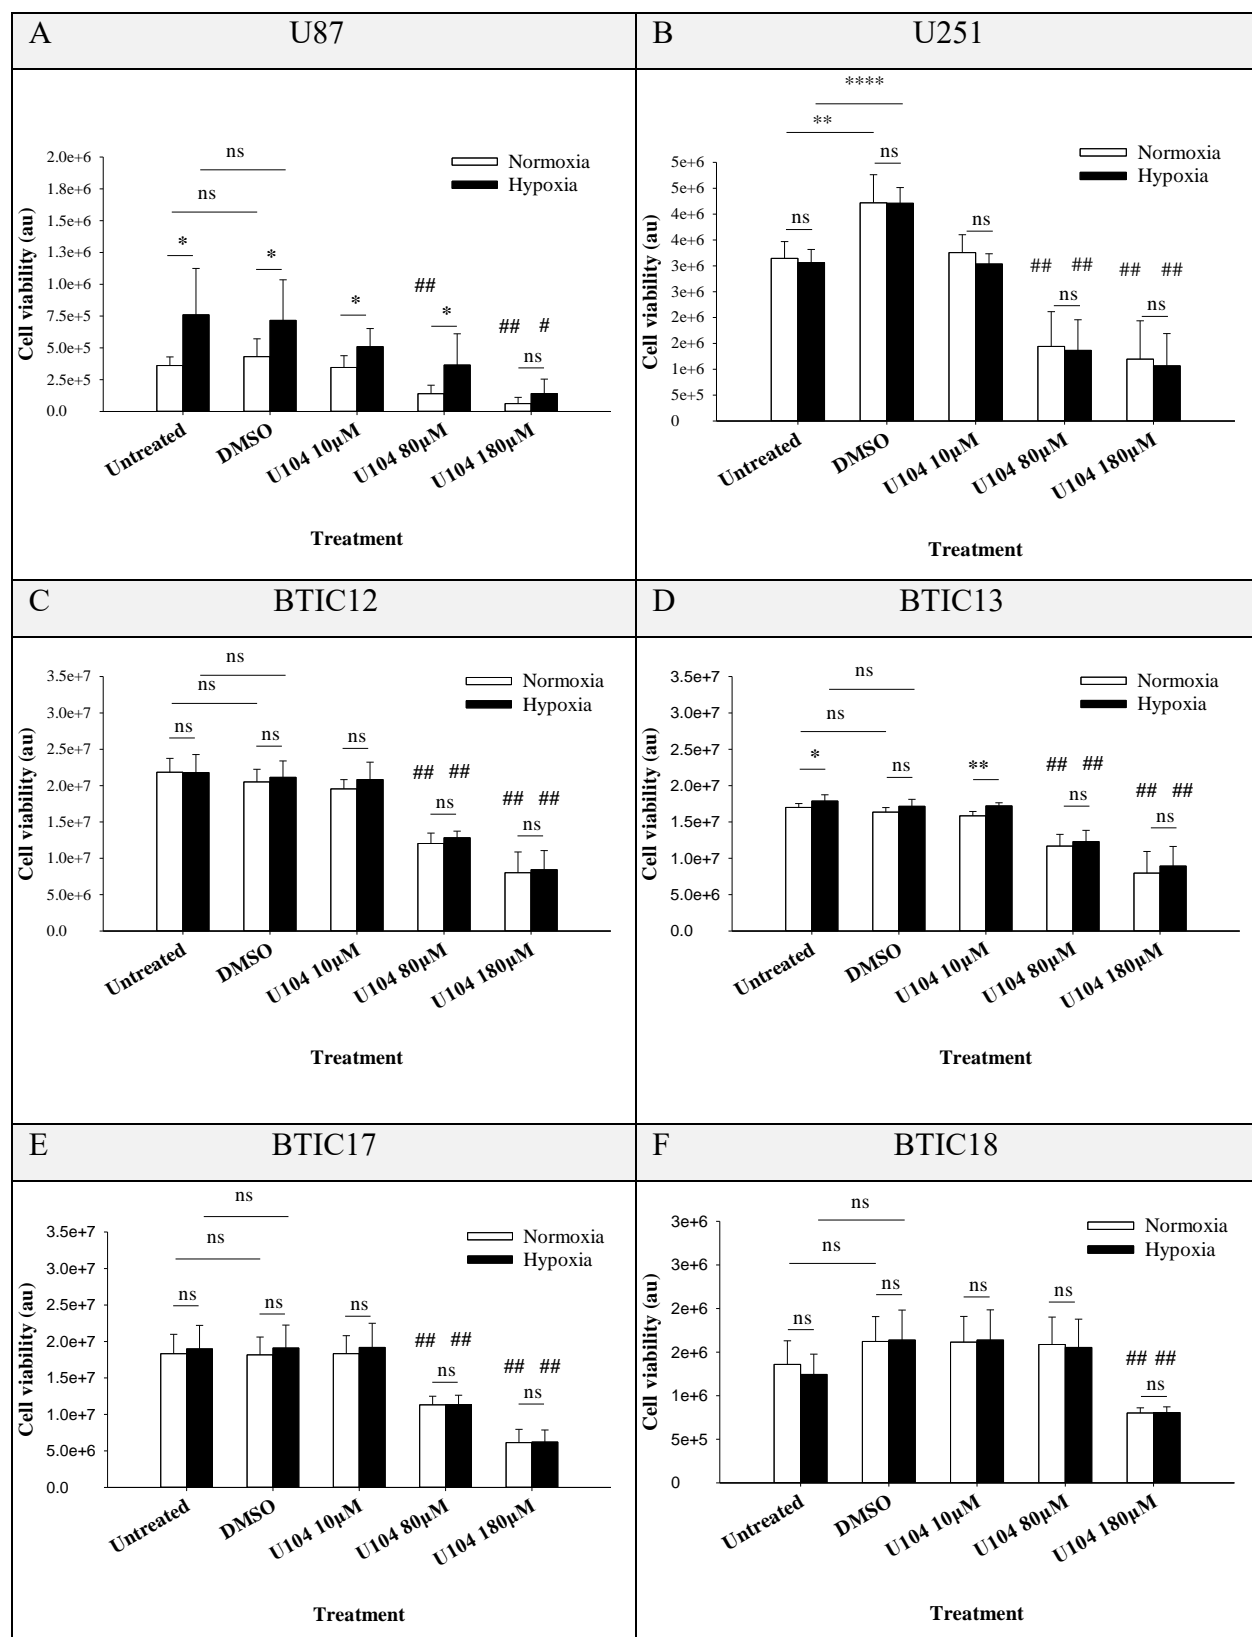 A U87
ns
2.0e+6
1.8e+6
1.5e+6
1.3e+6
1.0e+6
7.5e+5
5.0e+5
2.5e+5
0.0
Cell viability (au)
Normoxia
Hypoxia
ns
* * * ## * ## # ns
Untreated
DMSO
U104 10µM
U104 80µM
U104 180µM
Treatment
B U251
****
**
5e+6
5e+6
4e+6
4e+6
3e+6
3e+6
2e+6
1e+6
5e+5
0
Cell viability (au)
Normoxia
Hypoxia
ns ns ns ## ## ns ## ## ns
Untreated
DMSO
U104 10µM
U104 80µM
U104 180µM
Treatment
C BTIC12
ns
ns
3.5e+7
3.0e+7
2.5e+7
2.0e+7
1.5e+7
1.0e+7
5.0e+6
0.0
Cell viability (au)
Normoxia
Hypoxia
ns ns ns ## ## ns ## ## ns
Untreated
DMSO
U104 10µM
U104 80µM
U104 180µM
Treatment
D BTIC13
ns
ns
3.5e+7
3.0e+7
2.5e+7
2.0e+7
1.5e+7
1.0e+7
5.0e+6
0.0
Cell viability (au)
Normoxia
Hypoxia
* ns ** ## ## ns ## ## ns
Untreated
DMSO
U104 10µM
U104 80µM
U104 180µM
Treatment
E BTIC17
ns
ns
3.5e+7
3.0e+7
2.5e+7
2.0e+7
1.5e+7
1.0e+7
5.0e+6
0.0
Cell viability (au)
Normoxia
Hypoxia
ns ns ns ## ## ns ## ## ns
Untreated
DMSO
U104 10µM
U104 80µM
U104 180µM
Treatment
F BTIC18
ns
ns
3e+6
3e+6
2e+6
2e+6
1e+6
5e+5
0
Cell viability (au)
Normoxia
Hypoxia
ns ns ns ns ## ## ns
Untreated
DMSO
U104 10µM
U104 80µM
U104 180µM
Treatment